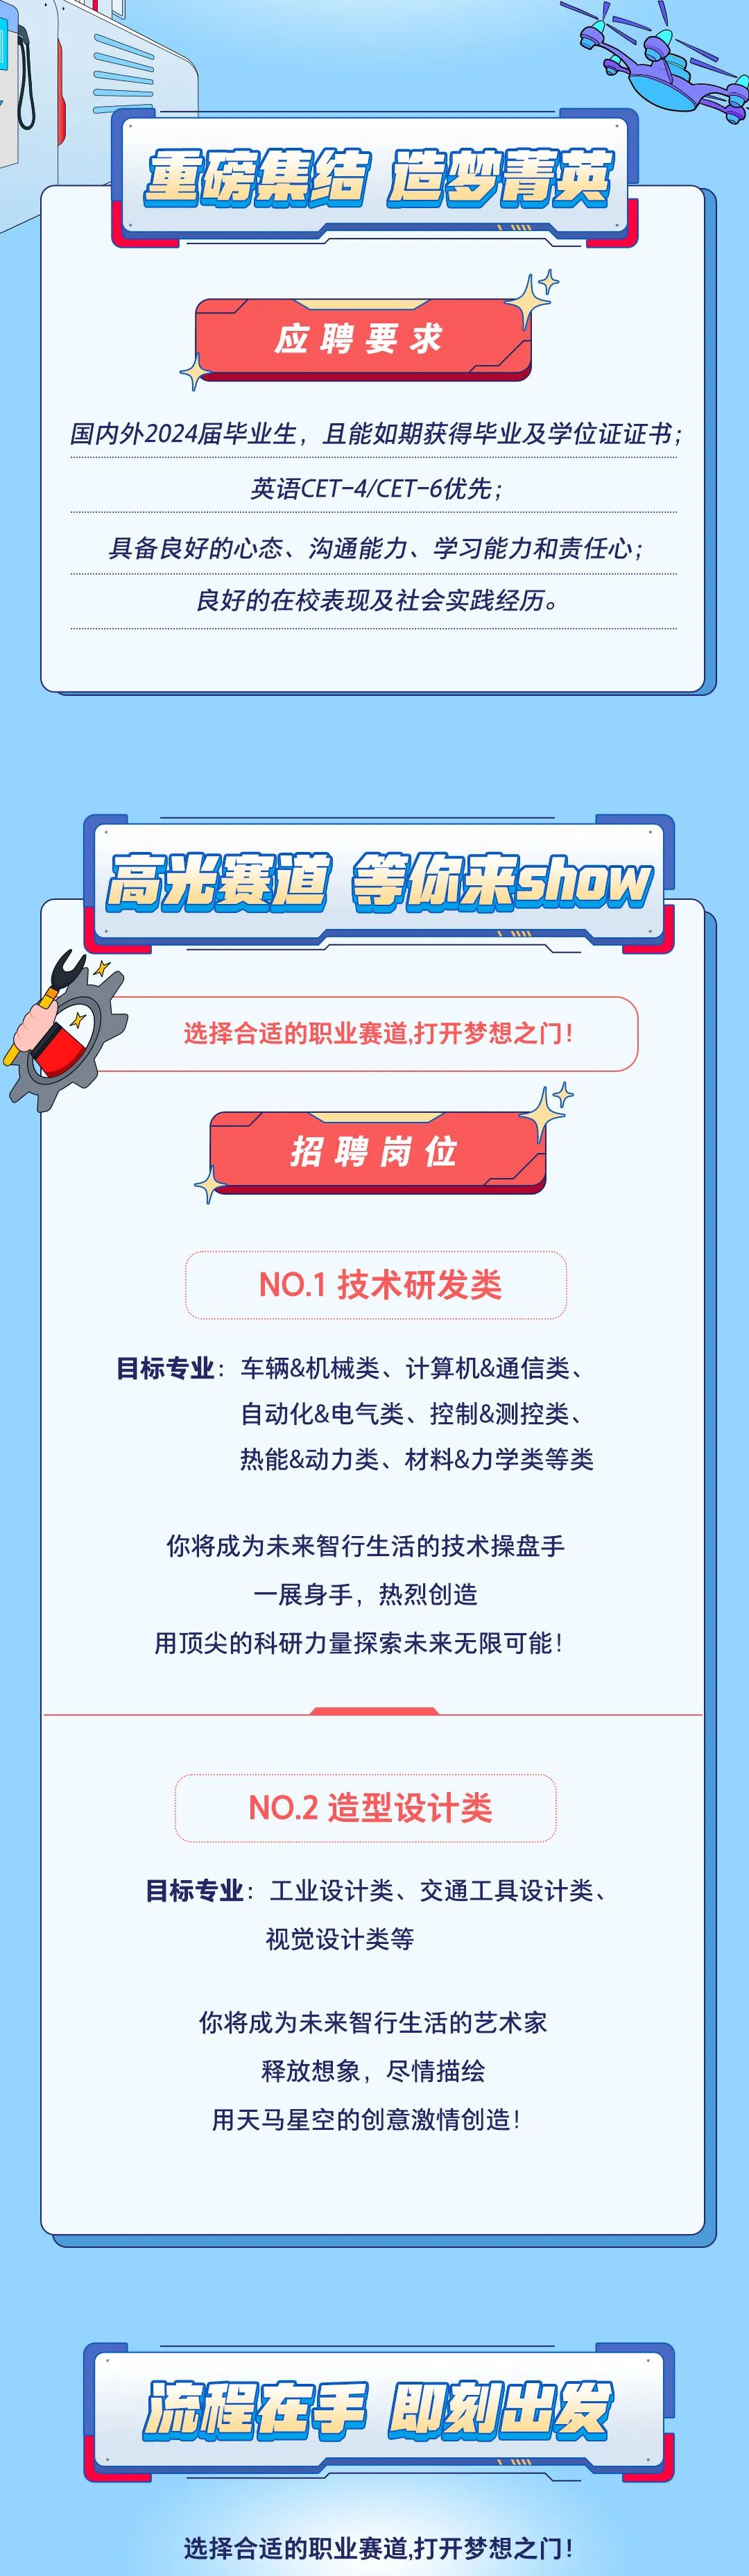 重磅集结 造梦菁英
应聘要求
国内外2024届毕业生，且能如期获得毕业及学位证证书；
英语CET-4/CET-6优先；
具备良好的心态、沟通能力、学习能力和责任心；
良好的在校表现及社会实践经历。
高光赛道 等你来show
选择合适的职业赛道,打开梦想之门！
招聘岗位
NO.1 技术研发类
目标专业：车辆&机械类、计算机&通信类、
自动化&电气类、控制&测控类、
热能&动力类、材料&力学类等类
你将成为未来智行生活的技术操盘手
一展身手，热烈创造
用顶尖的科研力量探索未来无限可能！
NO.2 造型设计类
目标专业：工业设计类、交通工具设计类、
视觉设计类等
你将成为未来智行生活的艺术家
释放想象，尽情描绘
用天马星空的创意激情创造！
流程在手 即刻出发
选择合适的职业赛道,打开梦想之门！